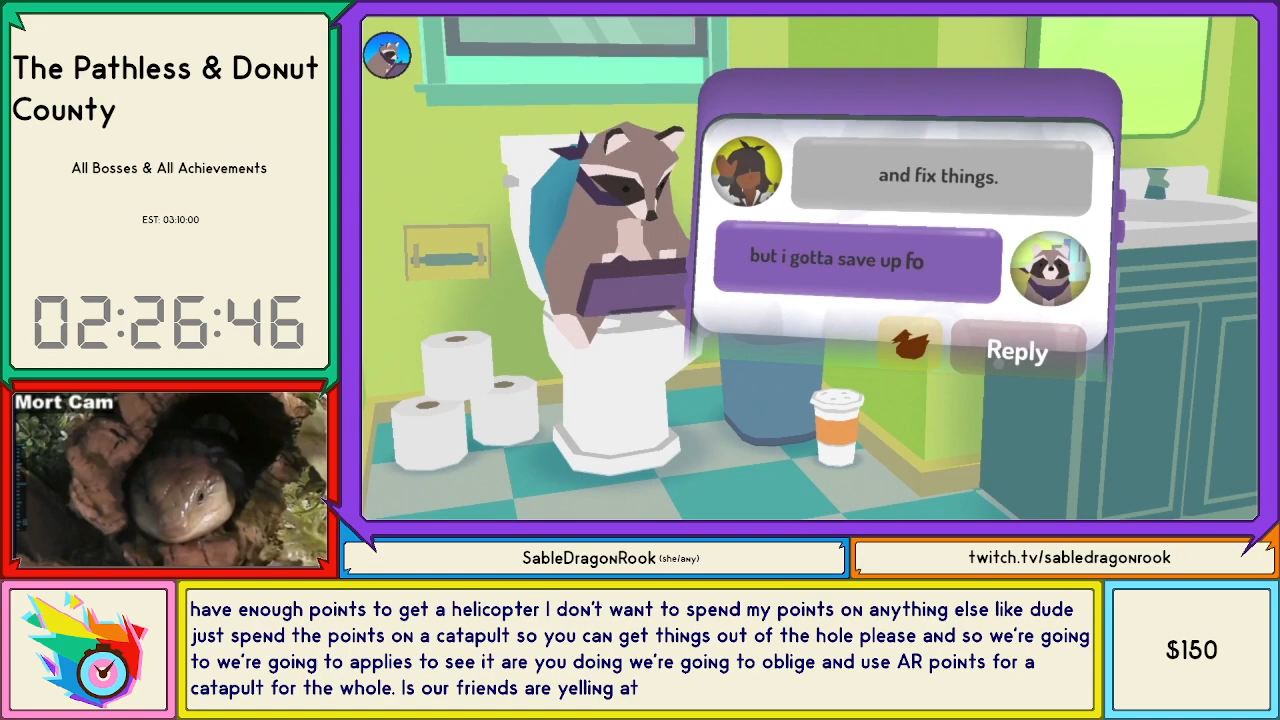 The Pathless & Donut
County
All Bosses & All Achievements
EST: 03:10:00
02:26:46
Mort Cam
and fix things.
but i gotta save up fo
Reply
SableDragonRook (she/any)
twitch.tv/sabledragonrook
have enough points to get a helicopter I don't want to spend my points on anything else like dude
just spend the points on a catapult so you can get things out of the hole please and so we're going
to we're going to applies to see it are you doing we're going to oblige and use AR points for a
catapult for the whole. Is our friends are yelling at
$150